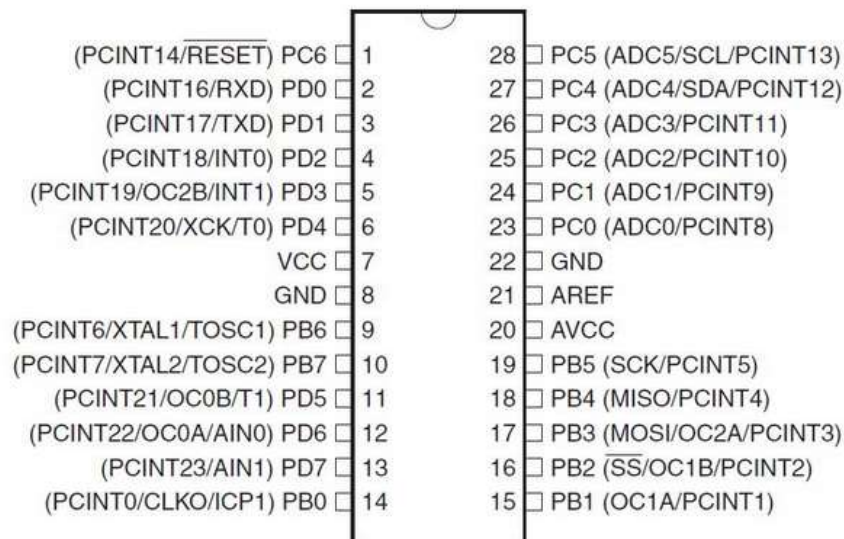 (PCINT14/RESET) PC6 1 28 PC5 (ADC5/SCL/PCINT13)
(PCINT16/RXD) PD0 2 27 PC4 (ADC4/SDA/PCINT12)
(PCINT17/TXD) PD1 3 26 PC3 (ADC3/PCINT11)
(PCINT18/INT0) PD2 4 25 PC2 (ADC2/PCINT10)
(PCINT19/OC2B/INT1) PD3 5 24 PC1 (ADC1/PCINT9)
(PCINT20/XCK/T0) PD4 6 23 PC0 (ADC0/PCINT8)
VCC 7 22 GND
GND 8 21 AREF
(PCINT6/XTAL1/TOSC1) PB6 9 20 AVCC
(PCINT7/XTAL2/TOSC2) PB7 10 19 PB5 (SCK/PCINT5)
(PCINT21/OC0B/T1) PD5 11 18 PB4 (MISO/PCINT4)
(PCINT22/OC0A/AIN0) PD6 12 17 PB3 (MOSI/OC2A/PCINT3)
(PCINT23/AIN1) PD7 13 16 PB2 (SS/OC1B/PCINT2)
(PCINT0/CLKO/ICP1) PB0 14 15 PB1 (OC1A/PCINT1)